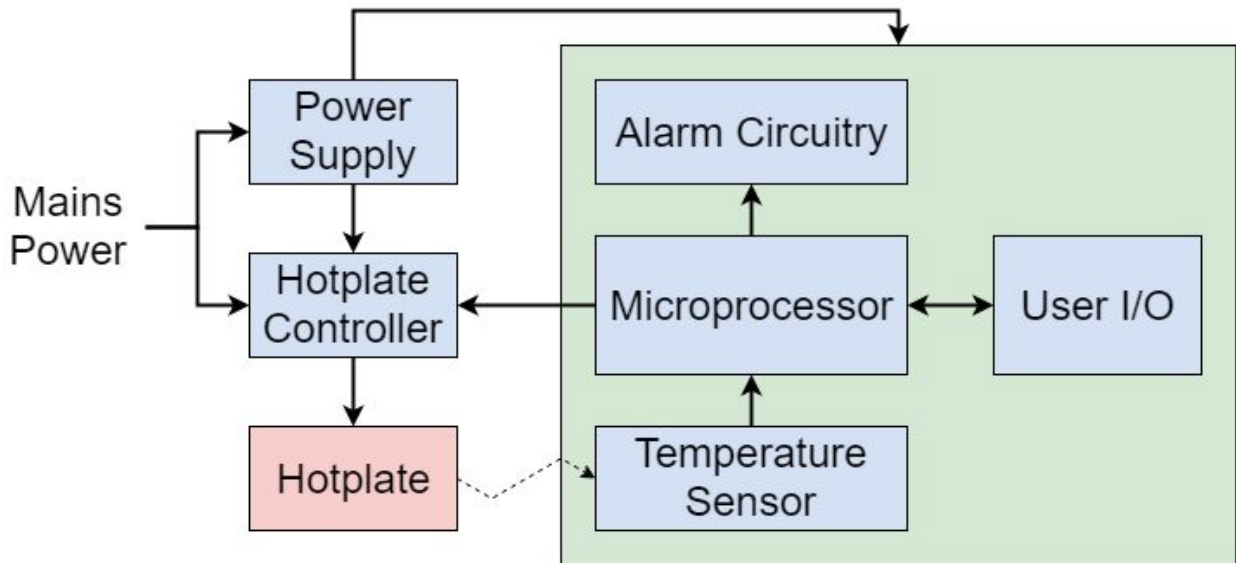 Power
Supply
Alarm Circuitry
Mains
Power
Hotplate
Controller
Microprocessor
User I/O
Hotplate
Temperature
Sensor